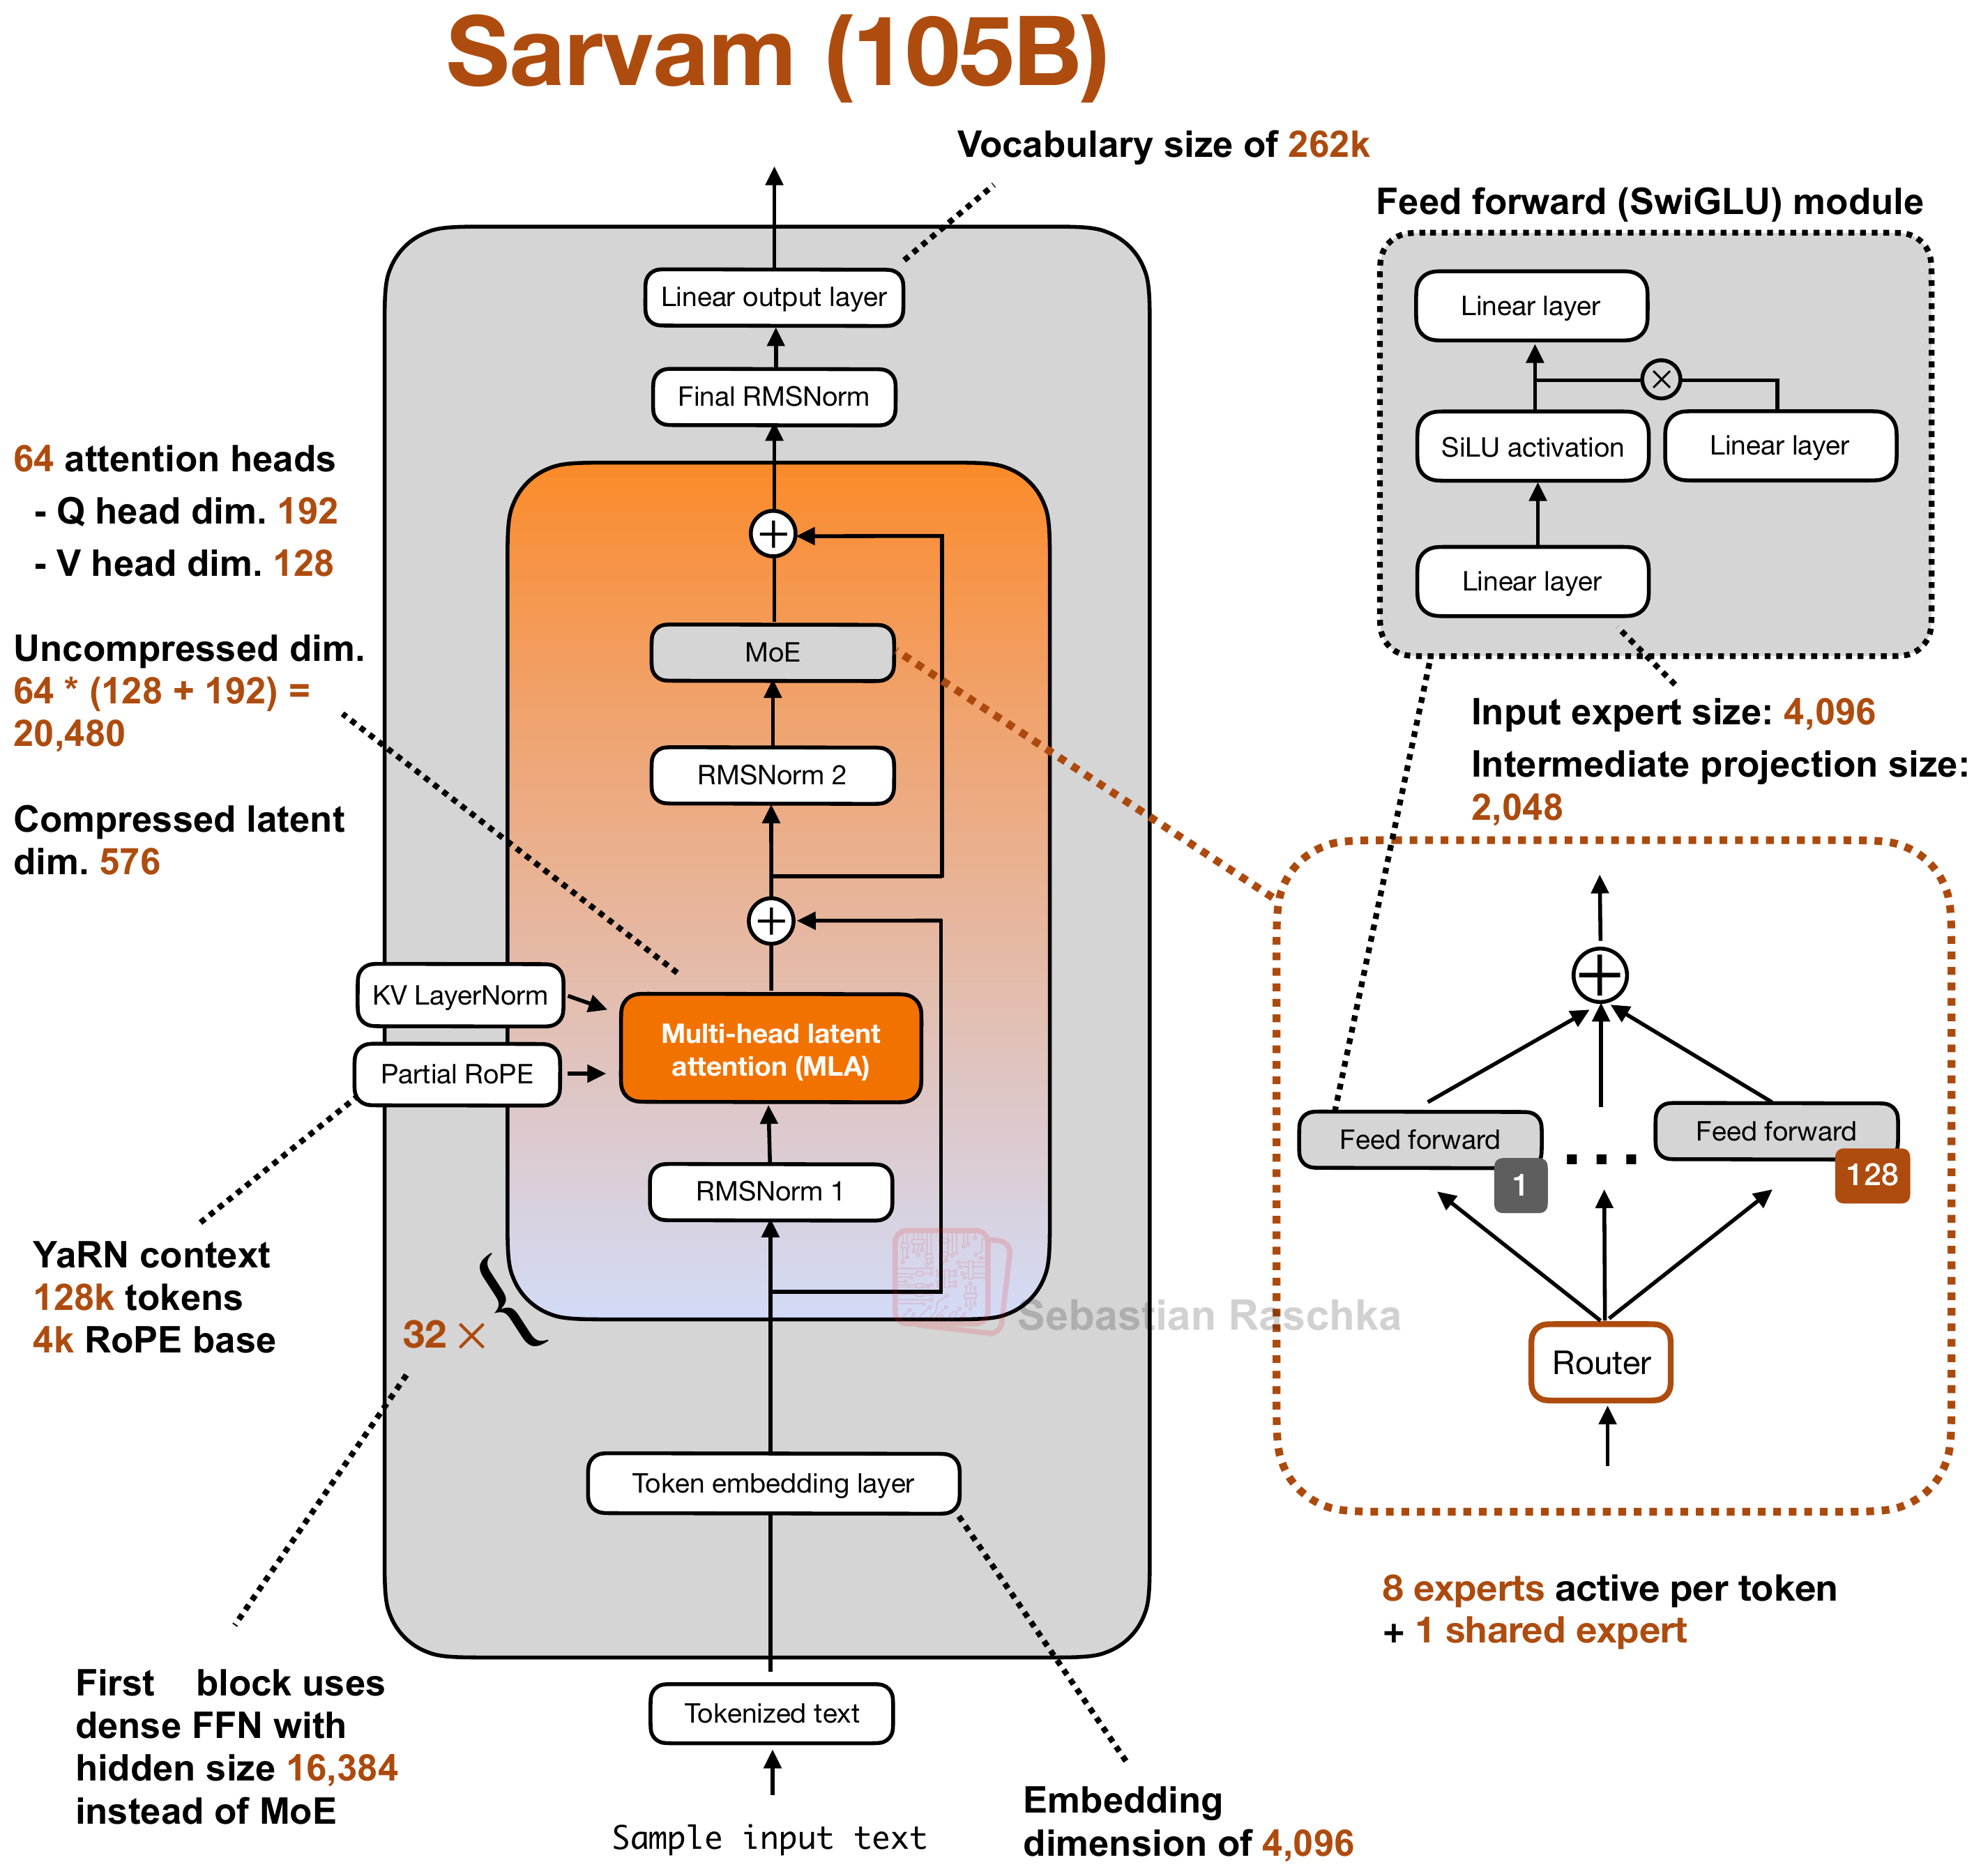 Sarvam (105B)
Vocabulary size of 262k
Linear output layer
Final RMSNorm
MoE
RMSNorm 2
Multi-head latent
attention (MLA)
RMSNorm 1
Token embedding layer
Tokenized text
Sample input text
64 attention heads
- Q head dim. 192
- V head dim. 128
Uncompressed dim.
64 * (128 + 192) =
20,480
Compressed latent
dim. 576
KV LayerNorm
Partial RoPE
YaRN context
128k tokens
4k RoPE base
32 ×
First block uses
dense FFN with
hidden size 16,384
instead of MoE
Embedding
dimension of 4,096
Feed forward (SwiGLU) module
Linear layer
SiLU activation
Linear layer
Linear layer
Input expert size: 4,096
Intermediate projection size:
2,048
Feed forward
1
Feed forward
128
Router
8 experts active per token
+ 1 shared expert
Sebastian Raschka